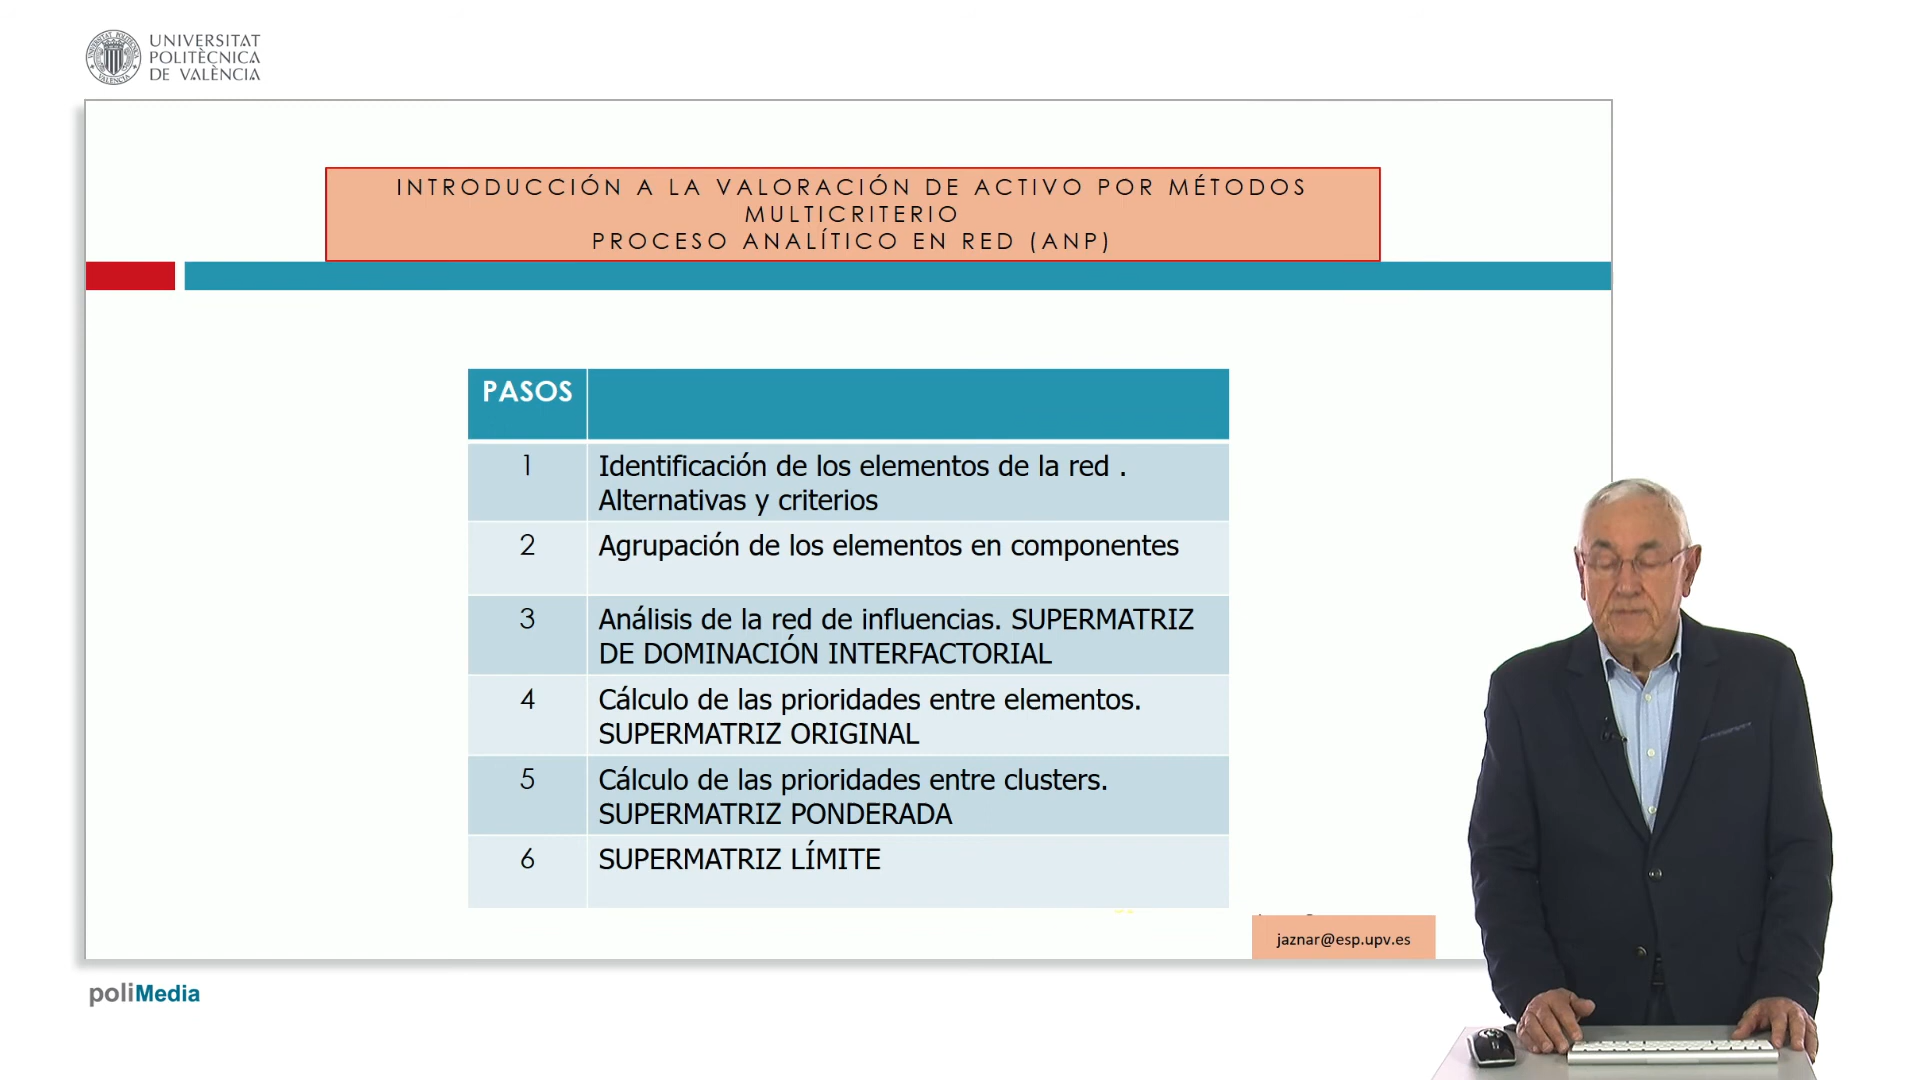 UNIVERSITAT
POLITÈCNICA
DE VALÈNCIA
INTRODUCCIÓN A LA VALORACIÓN DE ACTIVO POR MÉTODOS
MULTICRITERIO
PROCESO ANALÍTICO EN RED (ANP)
PASOS
1 Identificación de los elementos de la red .
Alternativas y criterios
2 Agrupación de los elementos en componentes
3 Análisis de la red de influencias. SUPERMATRIZ
DE DOMINACIÓN INTERFACTORIAL
4 Cálculo de las prioridades entre elementos.
SUPERMATRIZ ORIGINAL
5 Cálculo de las prioridades entre clusters.
SUPERMATRIZ PONDERADA
6 SUPERMATRIZ LÍMITE
jaznar@esp.upv.es
poliMedia